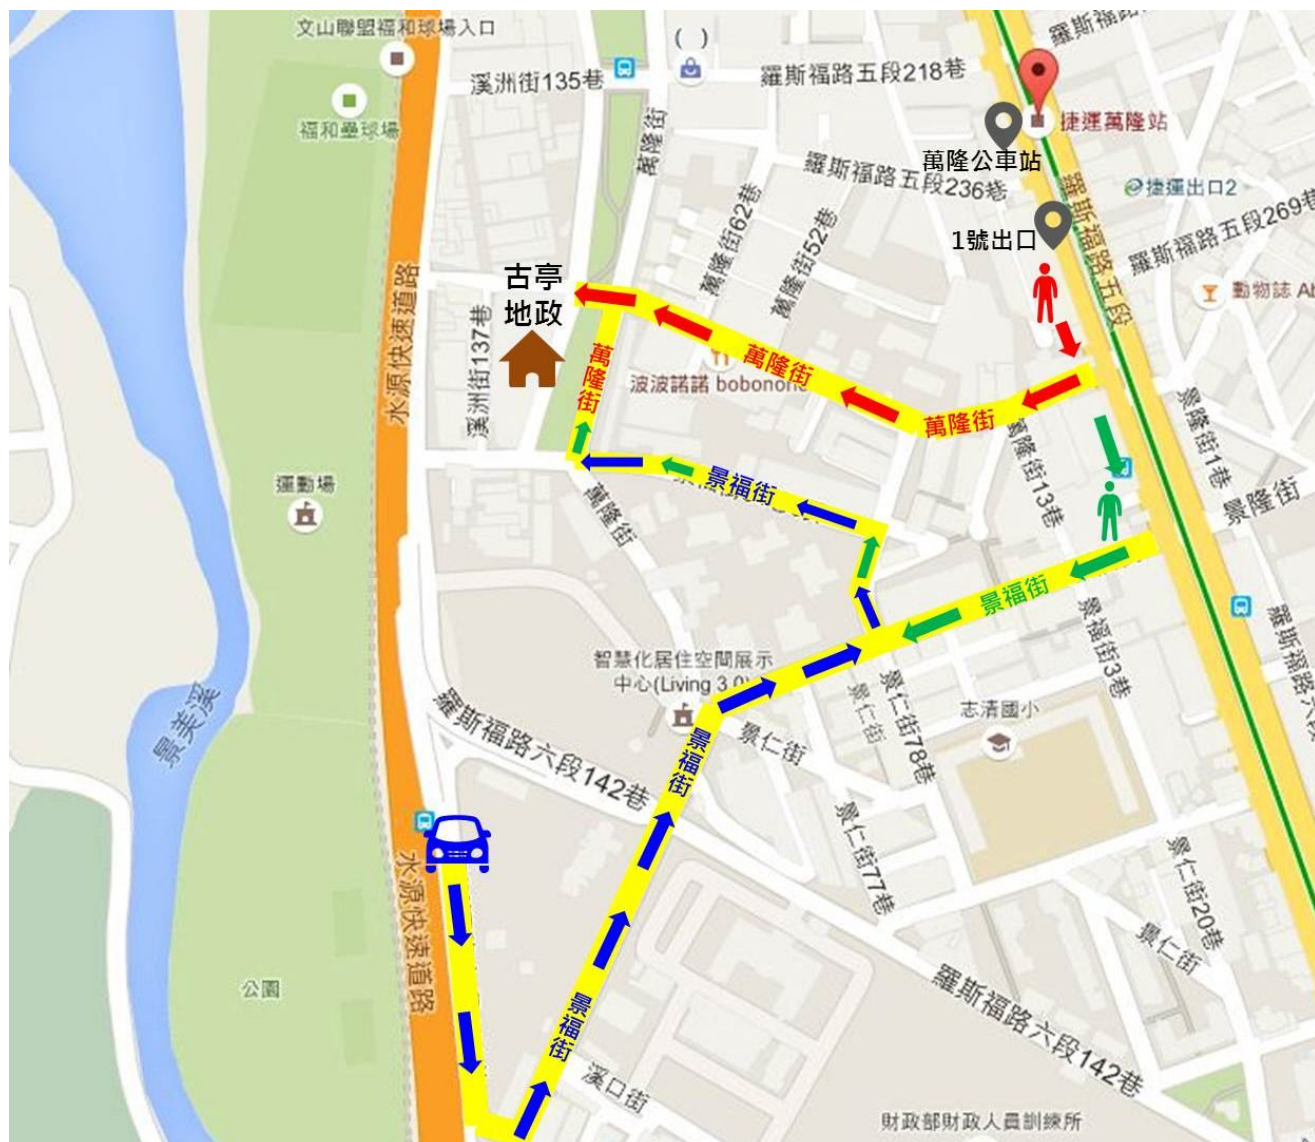 文山聯盟福和球場入口
( )
溪洲街135巷
羅斯福路五段218巷
福和壘球場
捷運萬隆站
萬隆街
萬隆公車站
羅斯福路五段236巷
捷運出口2
羅斯福路五段269巷
1號出口
萬隆街62巷
萬隆街52巷
羅斯福路五段
古亭
地政
水源快速道路
溪洲街137巷
動物誌
萬隆街
波波諾諾 bobonono
萬隆街
萬隆街
萬隆街13巷
景隆街1巷
景隆街
運動場
景福街
萬隆街
景福街
景福街3巷
智慧化居住空間展示
中心(Living 3.0)
景美溪
羅斯福路六段142巷
景福街
景仁街
景仁街
景仁街78巷
志清國小
景仁街77巷
景仁街20巷
景仁街
水源快速道路
公園
景福街
羅斯福路六段142巷
溪口街
財政部財政人員訓練所